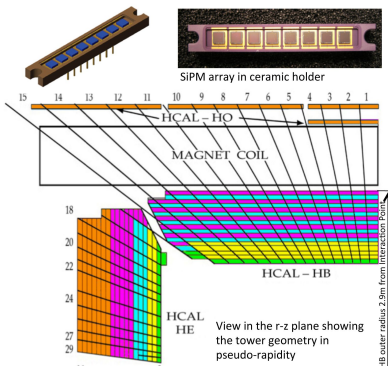 SiPM array in ceramic holder
15 14 13 12 11 10 9 8 7 6 5 4 3 2 1
HCAL – HO
MAGNET COIL
18
20
22
24
27
29
HCAL – HB
HCAL
HE
View in the r-z plane showing
the tower geometry in
pseudo-rapidity
HB outer radius 2.9m from Interaction Point